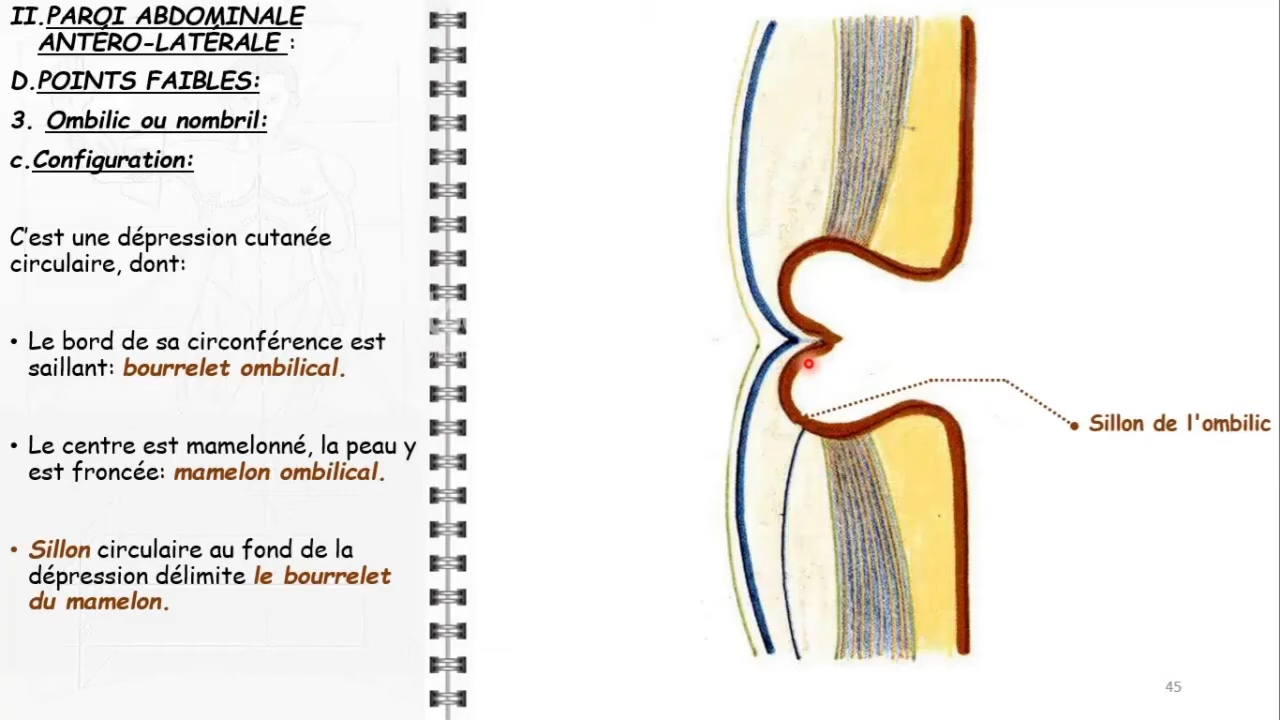 II.PAROI ABDOMINALE
ANTÉRO-LATÉRALE :
D.POINTS FAIBLES:
3. Ombilic ou nombril:
c.Configuration:
C'est une dépression cutanée
circulaire, dont:
• Le bord de sa circonférence est
saillant: bourrelet ombilical.
• Le centre est mamelonné, la peau y
est froncée: mamelon ombilical.
• Sillon circulaire au fond de la
dépression délimite le bourrelet
du mamelon.
Sillon de l'ombilic
45